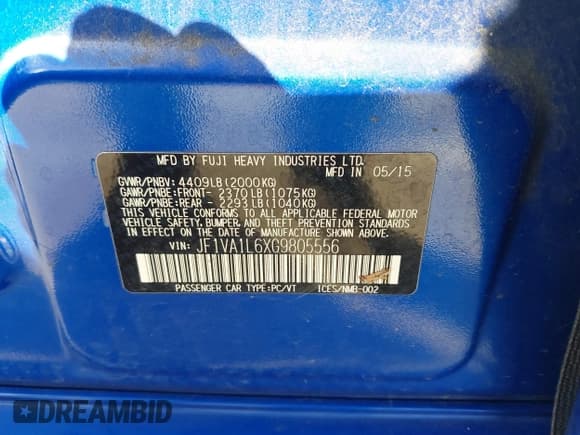 MFD BY FUJI HEAVY INDUSTRIES LTD.
MFD IN 05/15
GVWR/PNBV: 4409LB(2000KG)
GAWR/PNBE:FRONT- 2370LB(1075KG)
GAWR/PNBE:REAR - 2293LB(1040KG)
THIS VEHICLE CONFORMS TO ALL APPLICABLE FEDERAL MOTOR
VEHICLE SAFETY, BUMPER, AND THEFT PREVENTION STANDARDS
IN EFFECT ON THE DATE OF MANUFACTURE SHOWN ABOVE.
VIN: JF1VA1L6XG9805556
PASSENGER CAR TYPE:PC/VT ICES/NMB-002
DREAMBID